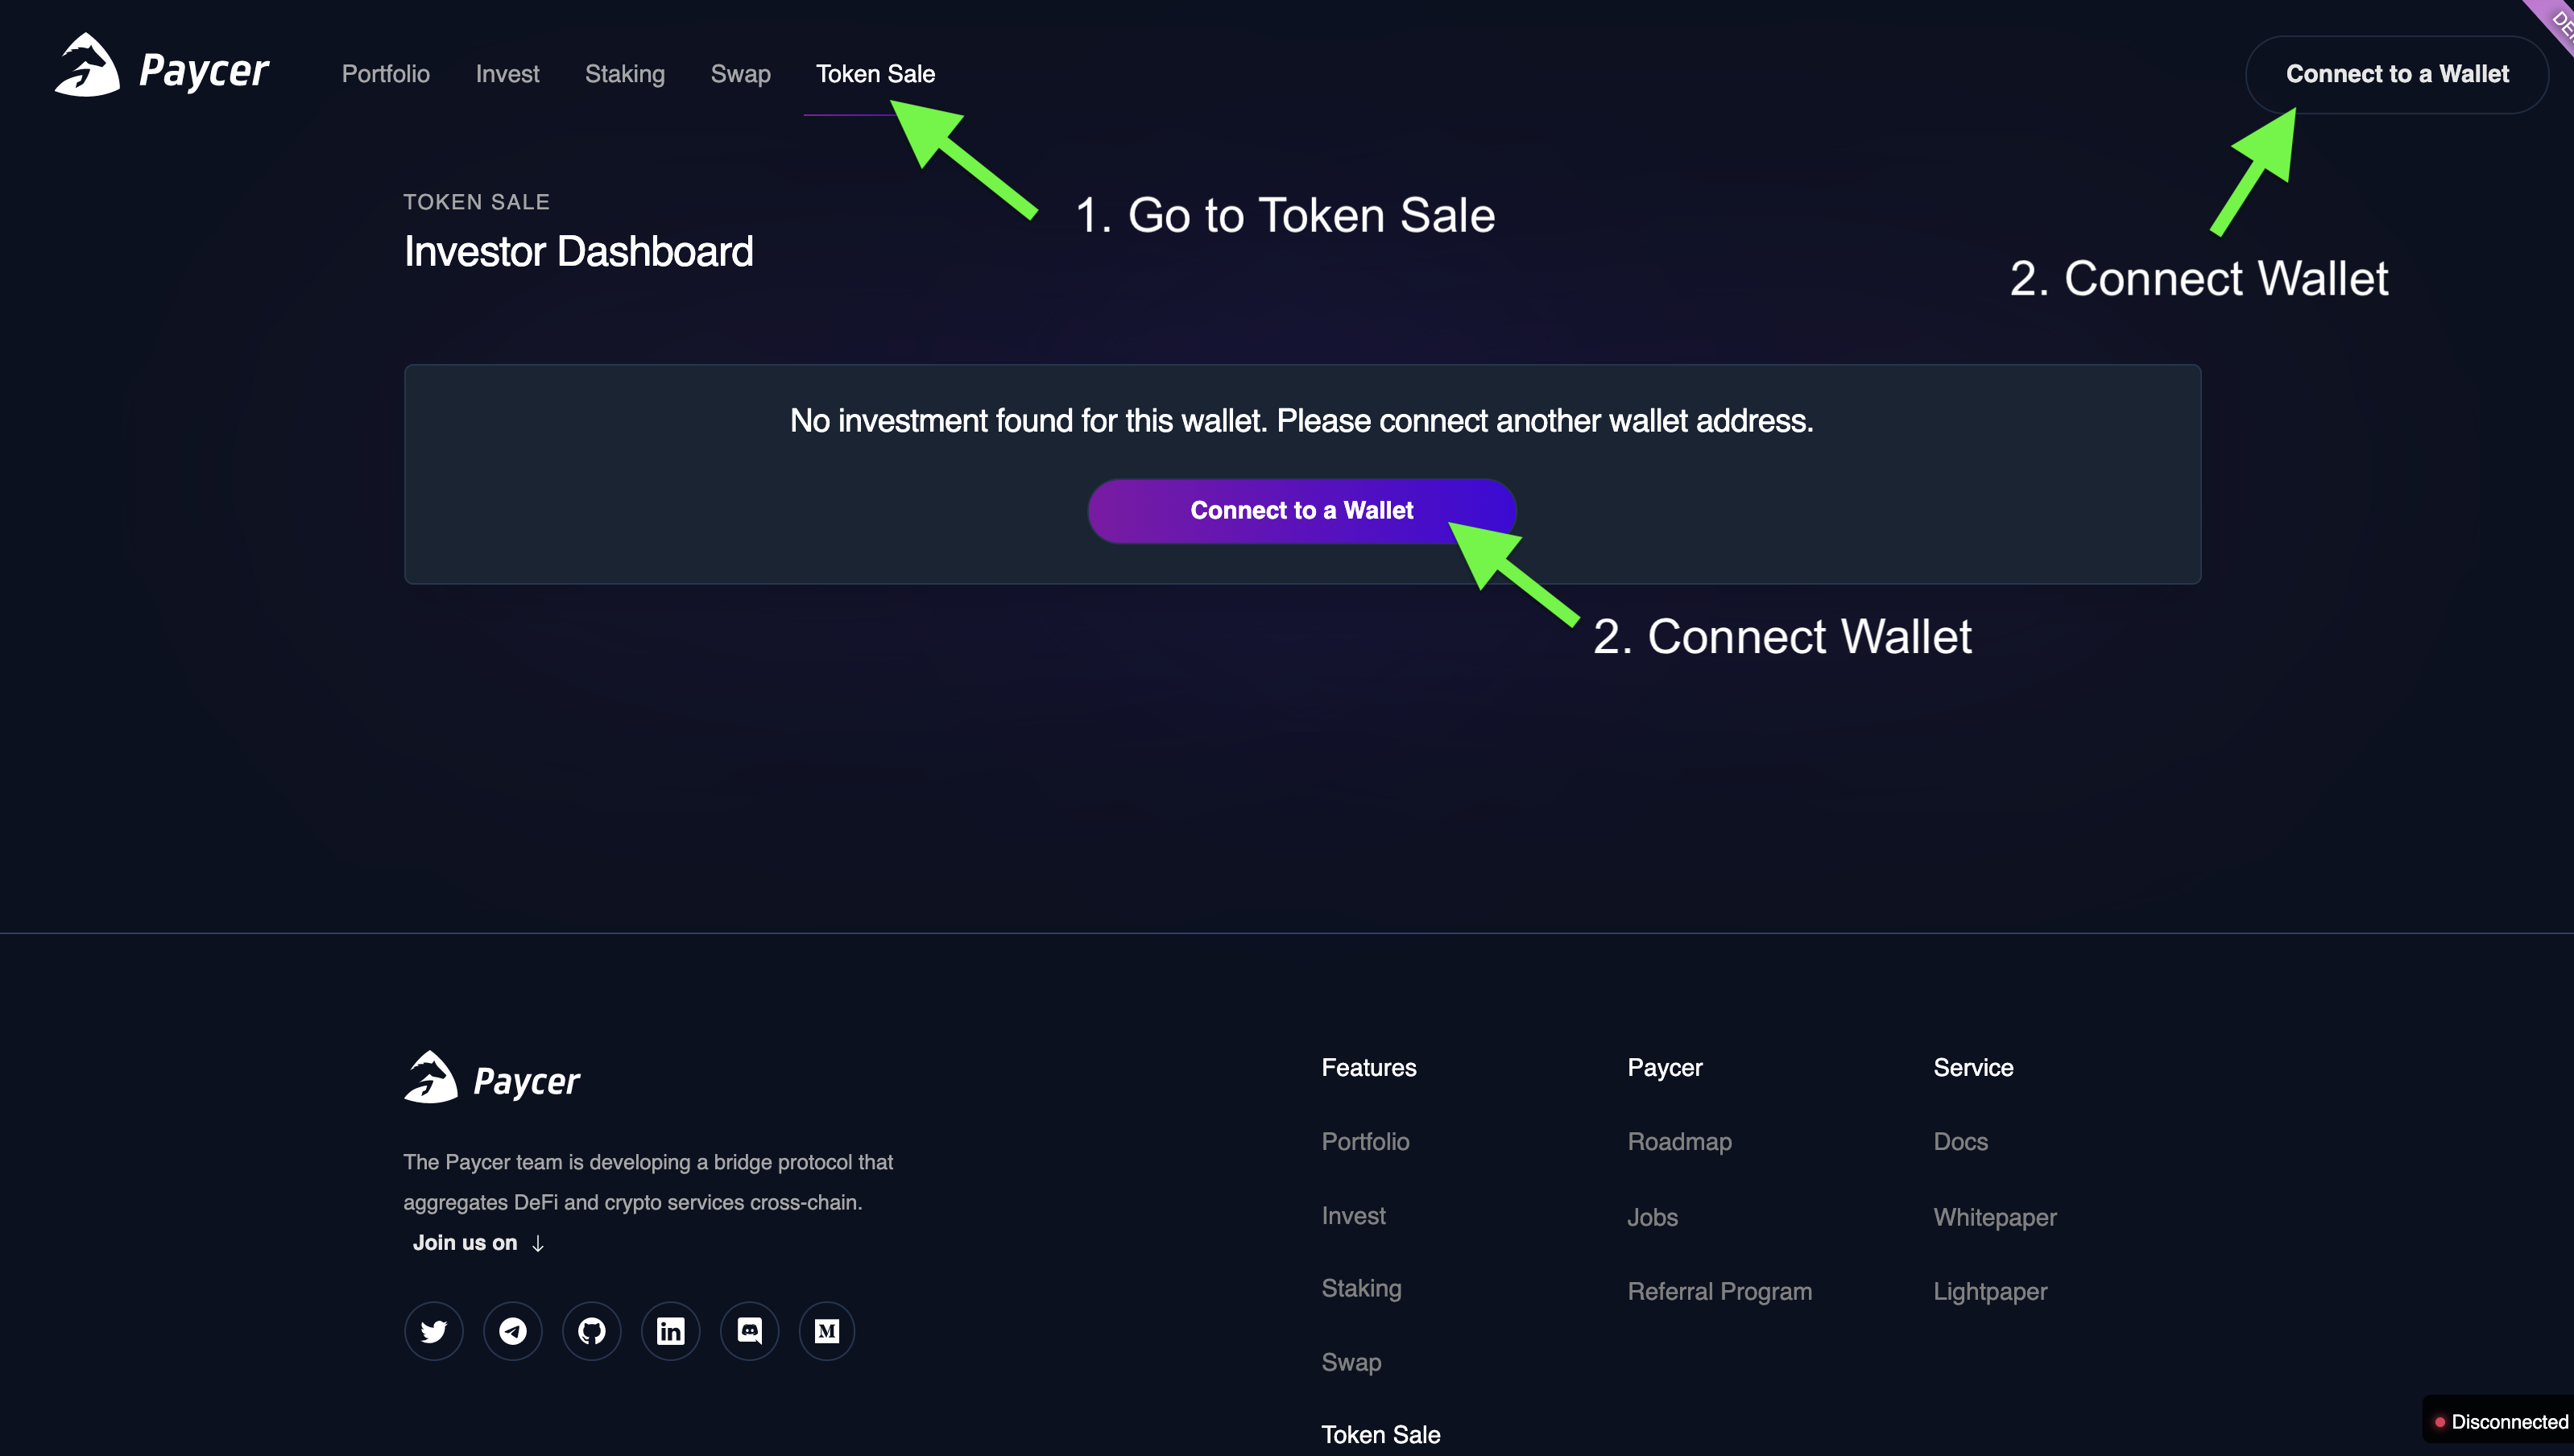 Paycer
Portfolio Invest Staking Swap Token Sale
Connect to a Wallet
TOKEN SALE
Investor Dashboard
1. Go to Token Sale
2. Connect Wallet
No investment found for this wallet. Please connect another wallet address.
Connect to a Wallet
2. Connect Wallet
Paycer
The Paycer team is developing a bridge protocol that
aggregates DeFi and crypto services cross-chain.
Join us on ↓
Features
Portfolio
Invest
Staking
Swap
Token Sale
Paycer
Roadmap
Jobs
Referral Program
Service
Docs
Whitepaper
Lightpaper
Disconnected